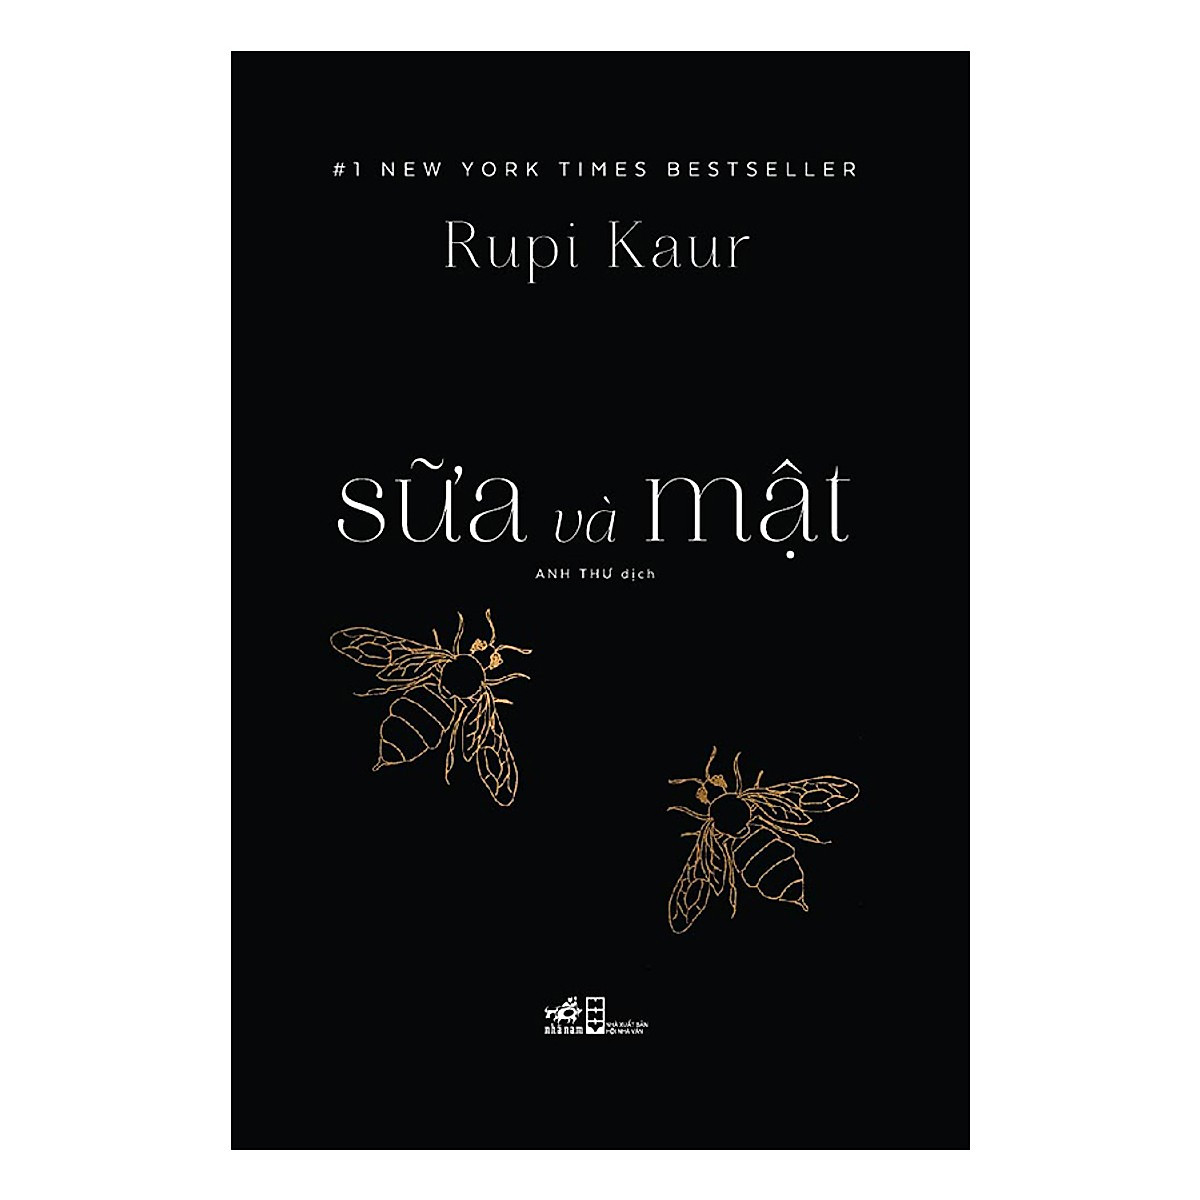 #1 NEW YORK TIMES BESTSELLER
Rupi Kaur
sữa và mật
ANH THƯ dịch
nhã nam
NHÀ XUẤT BẢN
HỘI NHÀ VĂN